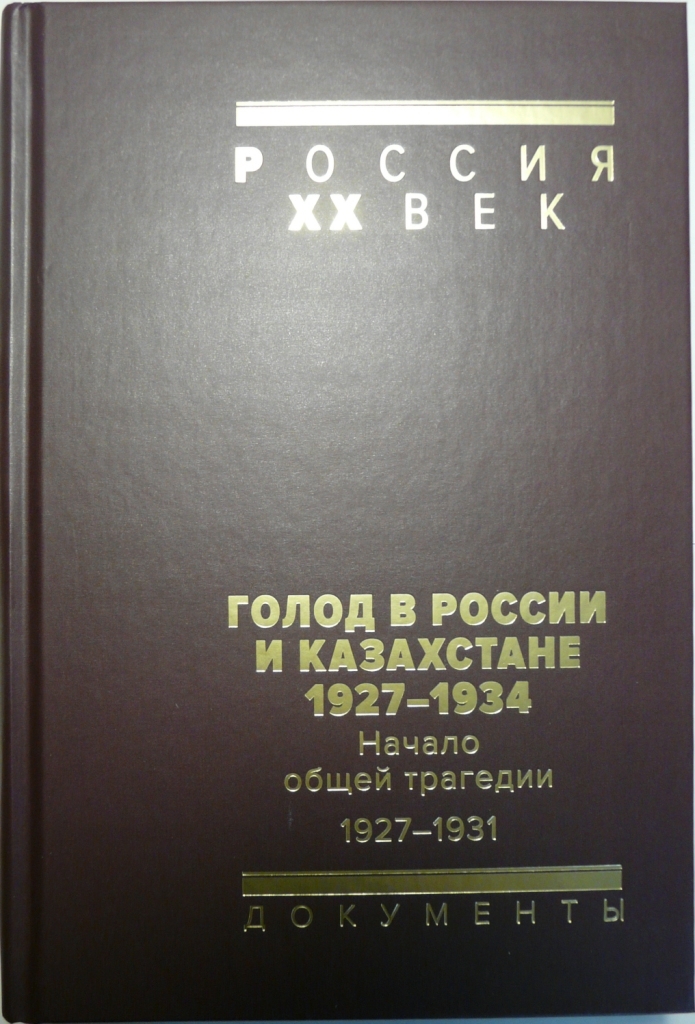 РОССИЯ
XX ВЕК
ГОЛОД В РОССИИ
И КАЗАХСТАНЕ
1927–1934
Начало
общей трагедии
1927–1931
ДОКУМЕНТЫ